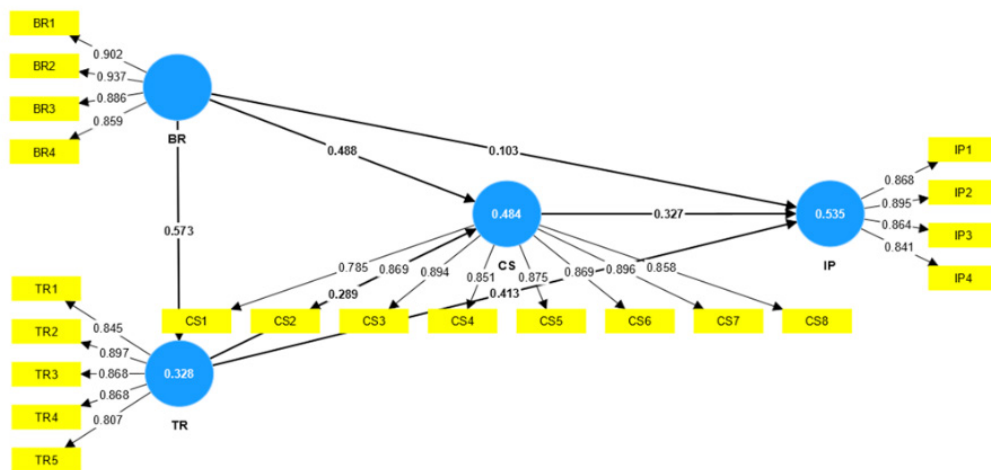 BR1
0.902
BR2
0.937
BR3
0.886
0.859
BR4
BR
0.488
0.103
0.573
IP1
0.868
IP2
0.895
0.535
0.864
IP3
0.841
IP
IP4
0.484
0.327
CS
0.785
0.869
0.894
0.851
0.875
0.869
0.896
0.858
0.289
0.413
CS1
CS2
CS3
CS4
CS5
CS6
CS7
CS8
TR1
0.845
TR2
0.897
TR3
0.868
0.328
0.868
TR4
0.807
TR
TR5